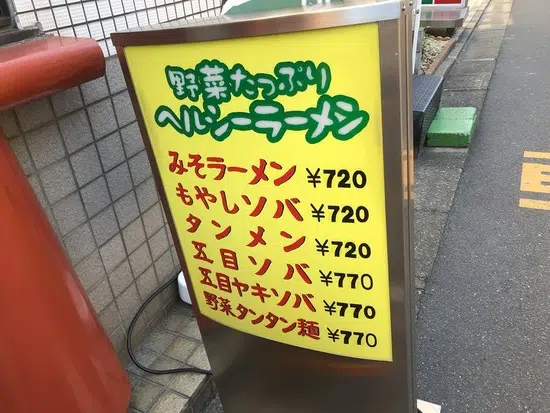 野菜たっぷり
ヘルシーラーメン
みそラーメン ¥720
もやしソバ ¥720
タンメン ¥720
五目ソバ ¥770
五目ヤキソバ ¥770
野菜タンタン麺 ¥770